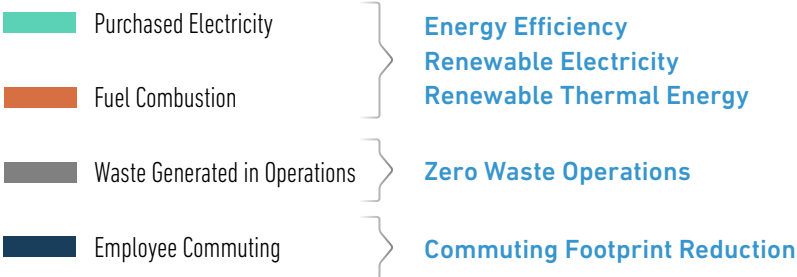 Purchased Electricity
Fuel Combustion
Energy Efficiency
Renewable Electricity
Renewable Thermal Energy
Waste Generated in Operations
Zero Waste Operations
Employee Commuting
Commuting Footprint Reduction